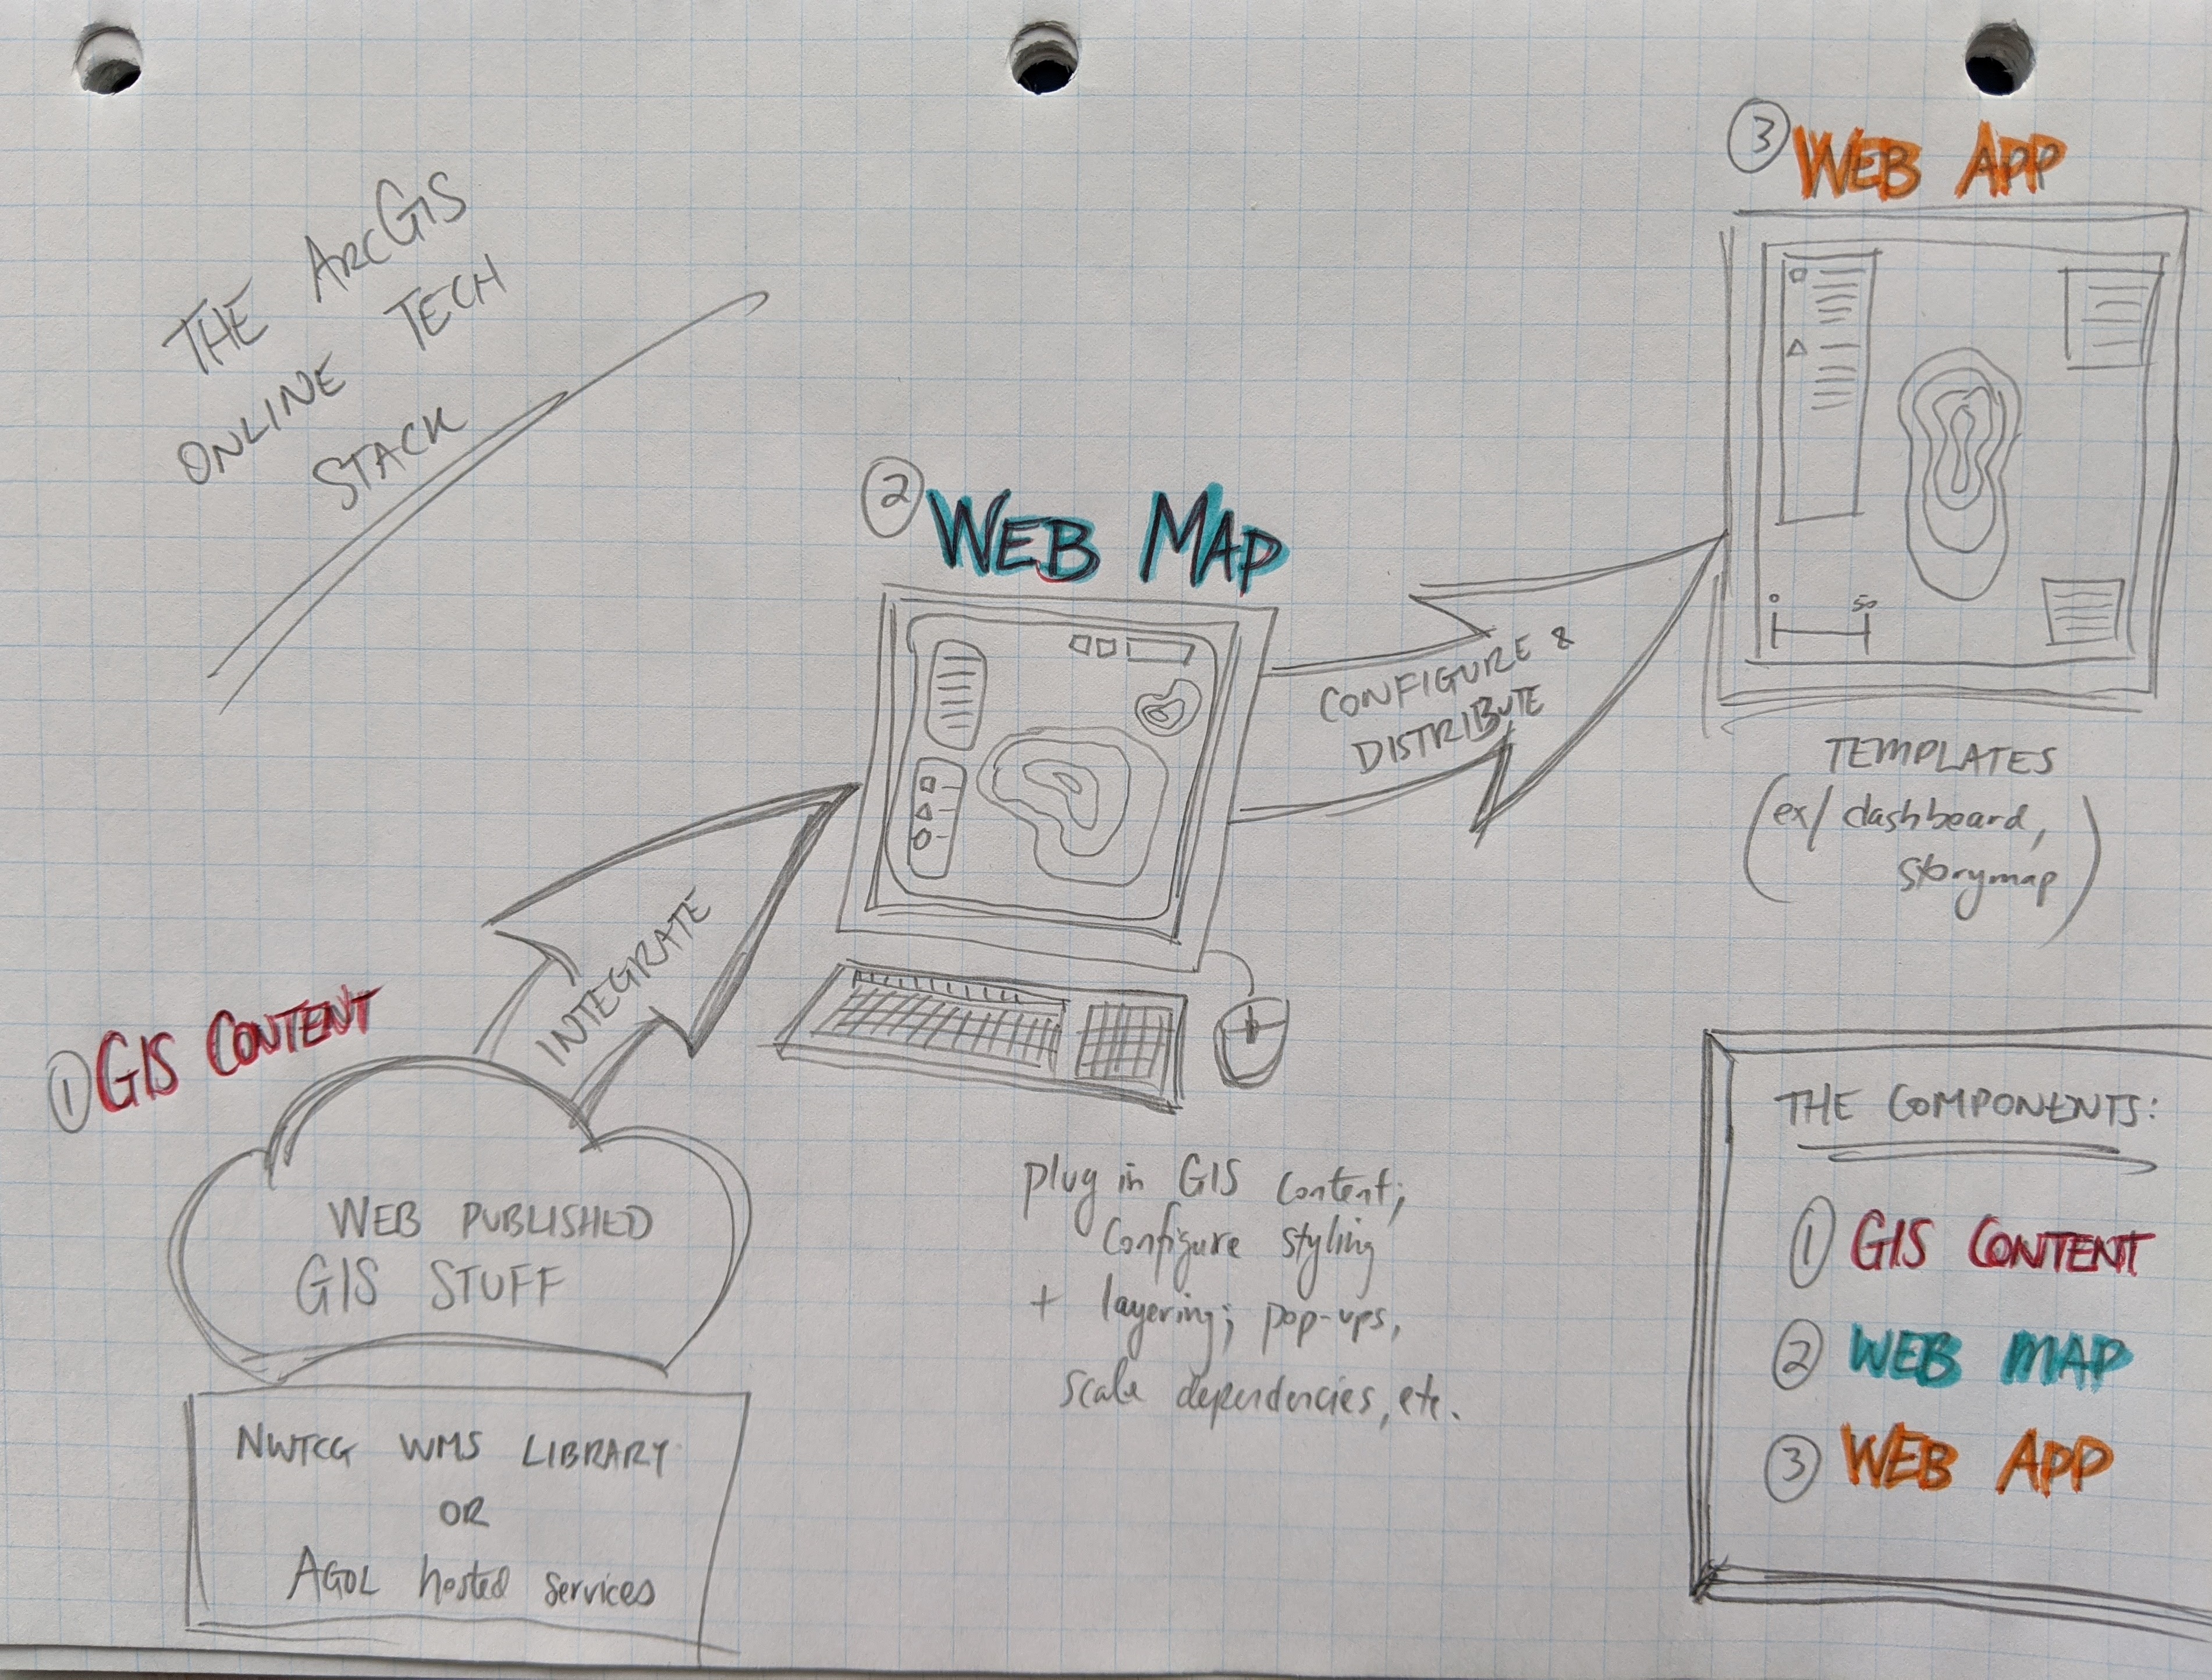 THE ARCGIS
ONLINE TECH
STACK
③ WEB APP
0 50
TEMPLATES
(ex/ dashboard,
storymap)
② WEB MAP
CONFIGURE &
DISTRIBUTE
INTEGRATE
① GIS CONTENT
WEB PUBLISHED
GIS STUFF
NWTCG WMS LIBRARY
OR
AGOL hosted services
plug in GIS content;
configure styling
+ layering; pop-ups,
scale dependencies, etc.
THE COMPONENTS:
① GIS CONTENT
② WEB MAP
③ WEB APP